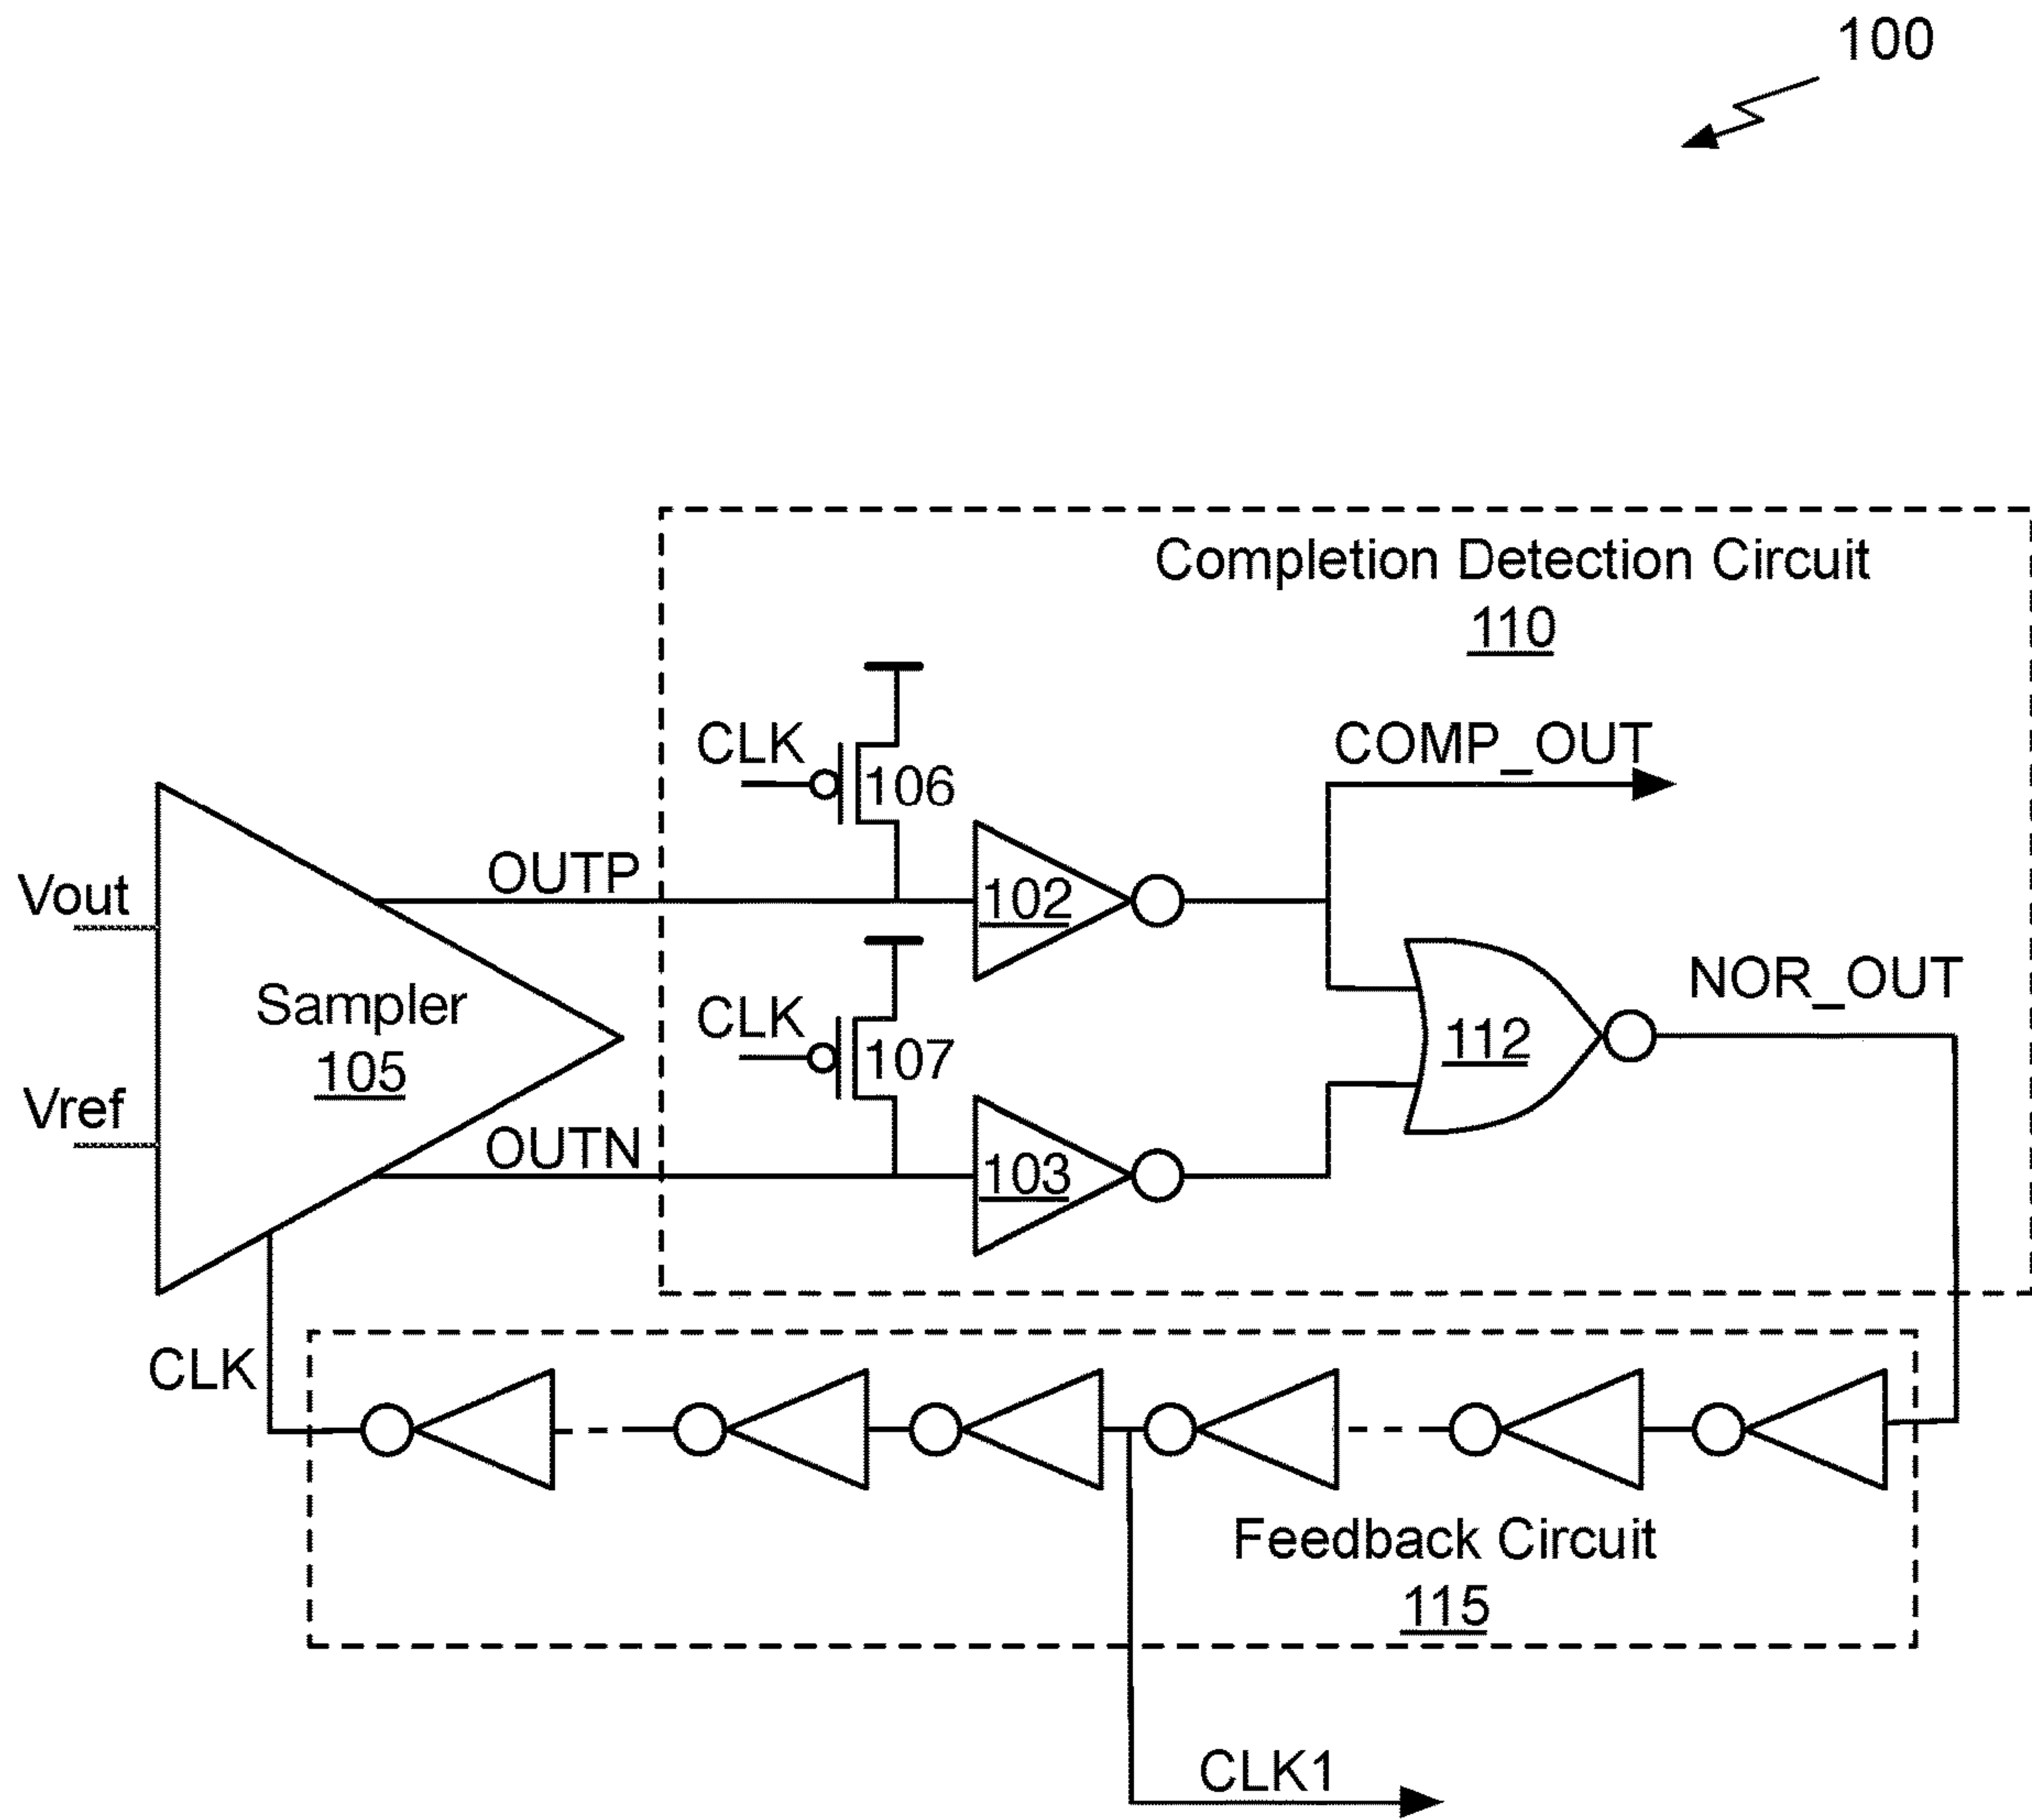 100
Completion Detection Circuit
110
CLK
106
COMP_OUT
Vout
OUTP
102
Sampler
105
CLK
107
112
NOR_OUT
Vref
OUTN
103
CLK
Feedback Circuit
115
CLK1